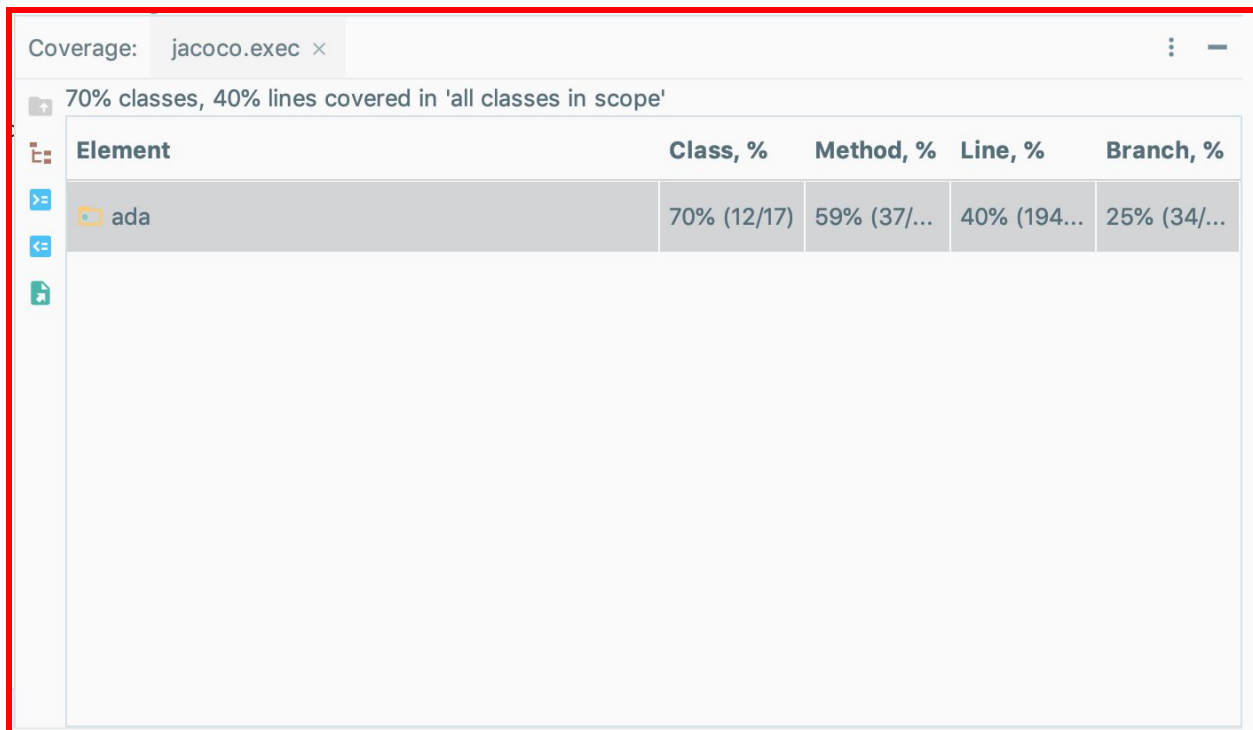 Coverage: jacoco.exec ×
70% classes, 40% lines covered in 'all classes in scope'
Element Class, % Method, % Line, % Branch, %
ada 70% (12/17) 59% (37/... 40% (194... 25% (34/...